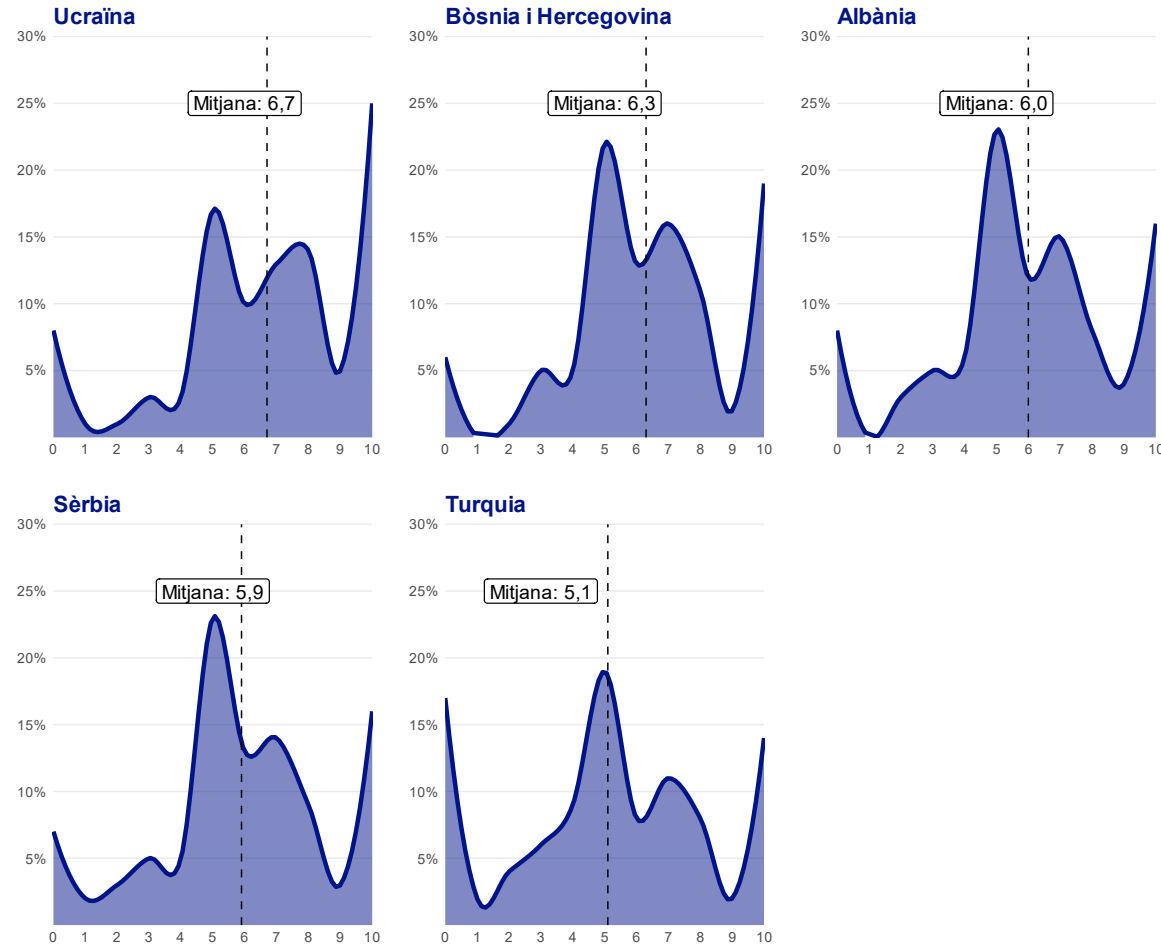 Ucraïna
30%
25%
20%
15%
10%
5%
Mitjana: 6,7
0 1 2 3 4 5 6 7 8 9 10
Bòsnia i Hercegovina
30%
25%
20%
15%
10%
5%
Mitjana: 6,3
0 1 2 3 4 5 6 7 8 9 10
Albània
30%
25%
20%
15%
10%
5%
Mitjana: 6,0
0 1 2 3 4 5 6 7 8 9 10
Sèrbia
30%
25%
20%
15%
10%
5%
Mitjana: 5,9
0 1 2 3 4 5 6 7 8 9 10
Turquia
30%
25%
20%
15%
10%
5%
Mitjana: 5,1
0 1 2 3 4 5 6 7 8 9 10